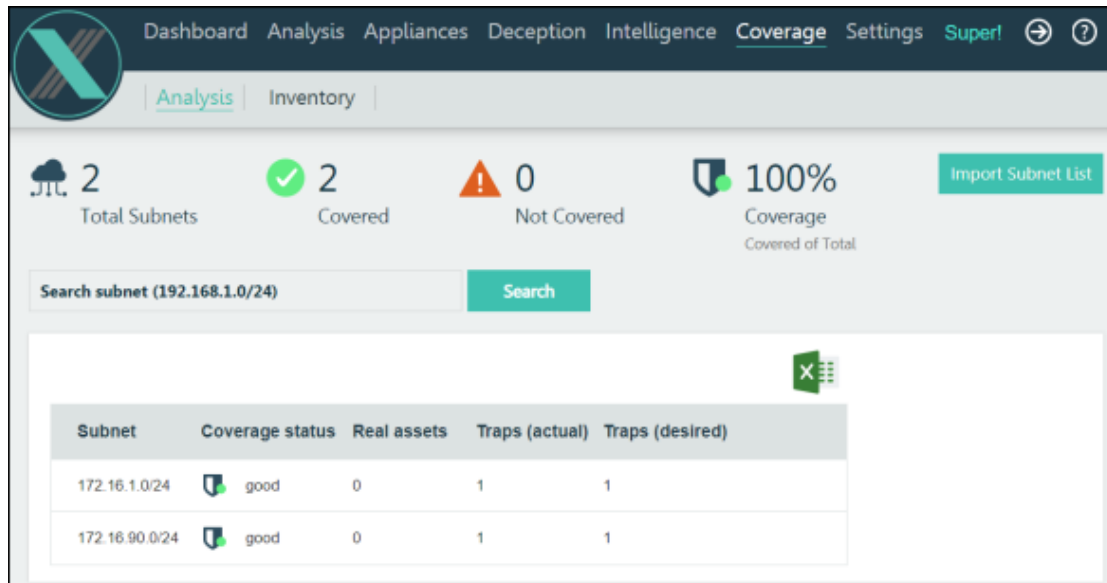 Dashboard Analysis Appliances Deception Intelligence Coverage Settings Super!
Analysis Inventory
2 2 0 100% Import Subnet List
Total Subnets Covered Not Covered Coverage
Covered of Total
Search subnet (192.168.1.0/24) Search
Subnet Coverage status Real assets Traps (actual) Traps (desired)
172.16.1.0/24 good 0 1 1
172.16.90.0/24 good 0 1 1